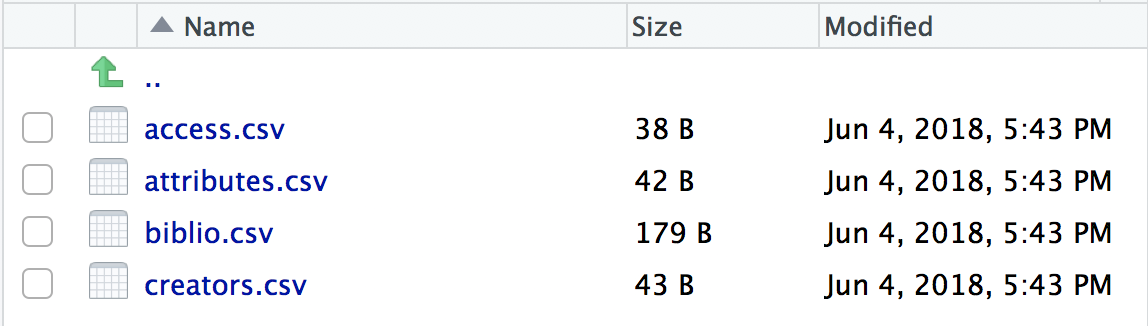 Name Size Modified
..
access.csv 38 B Jun 4, 2018, 5:43 PM
attributes.csv 42 B Jun 4, 2018, 5:43 PM
biblio.csv 179 B Jun 4, 2018, 5:43 PM
creators.csv 43 B Jun 4, 2018, 5:43 PM